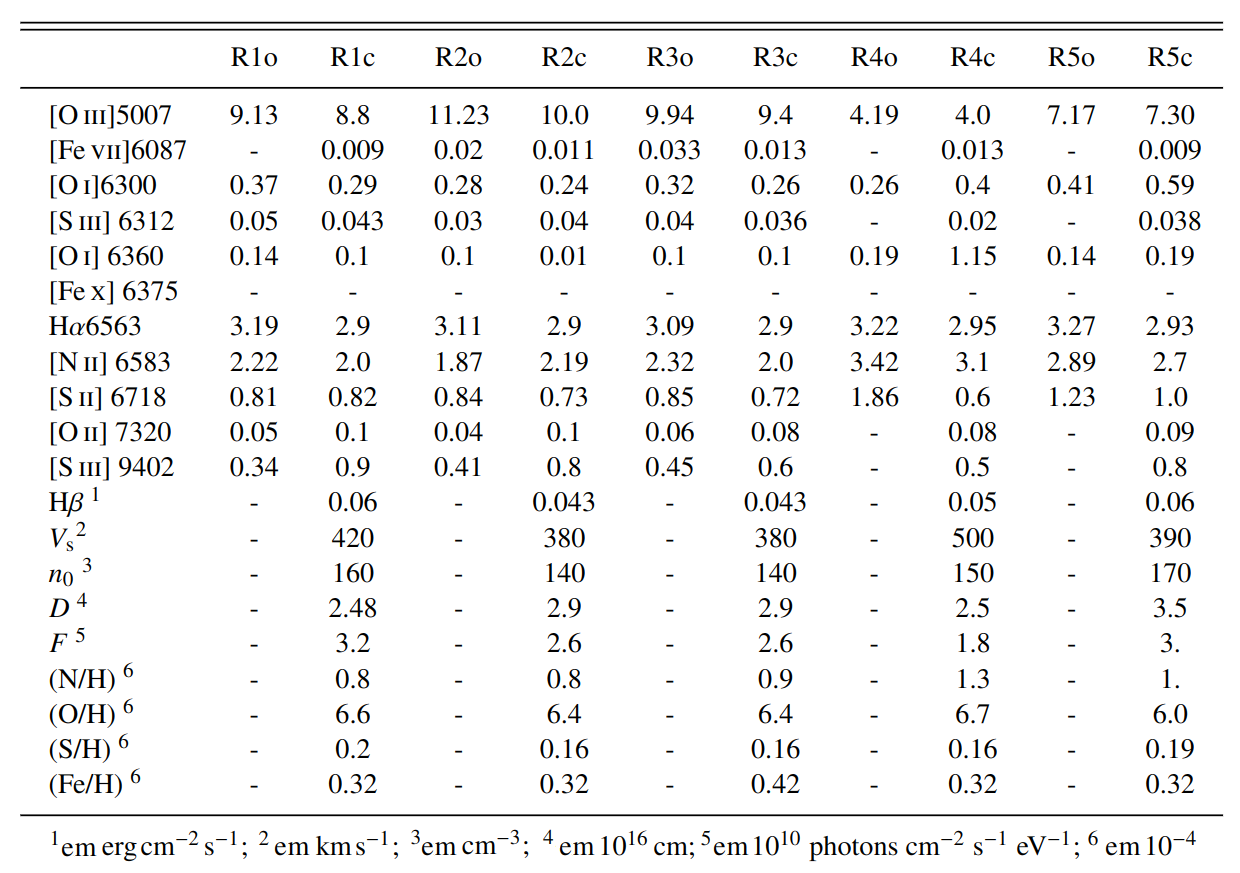 R1o R1c R2o R2c R3o R3c R4o R4c R5o R5c
[O III]5007 9.13 8.8 11.23 10.0 9.94 9.4 4.19 4.0 7.17 7.30
[Fe VII]6087 - 0.009 0.02 0.011 0.033 0.013 - 0.013 - 0.009
[O I]6300 0.37 0.29 0.28 0.24 0.32 0.26 0.26 0.4 0.41 0.59
[S III] 6312 0.05 0.043 0.03 0.04 0.04 0.036 - 0.02 - 0.038
[O I] 6360 0.14 0.1 0.1 0.01 0.1 0.1 0.19 1.15 0.14 0.19
[Fe X] 6375 - - - - - - - - - -
Hα6563 3.19 2.9 3.11 2.9 3.09 2.9 3.22 2.95 3.27 2.93
[N II] 6583 2.22 2.0 1.87 2.19 2.32 2.0 3.42 3.1 2.89 2.7
[S II] 6718 0.81 0.82 0.84 0.73 0.85 0.72 1.86 0.6 1.23 1.0
[O II] 7320 0.05 0.1 0.04 0.1 0.06 0.08 - 0.08 - 0.09
[S III] 9402 0.34 0.9 0.41 0.8 0.45 0.6 - 0.5 - 0.8
Hβ ¹ - 0.06 - 0.043 - 0.043 - 0.05 - 0.06
Vₛ ² - 420 - 380 - 380 - 500 - 390
n₀ ³ - 160 - 140 - 140 - 150 - 170
D ⁴ - 2.48 - 2.9 - 2.9 - 2.5 - 3.5
F ⁵ - 3.2 - 2.6 - 2.6 - 1.8 - 3.
(N/H) ⁶ - 0.8 - 0.8 - 0.9 - 1.3 - 1.
(O/H) ⁶ - 6.6 - 6.4 - 6.4 - 6.7 - 6.0
(S/H) ⁶ - 0.2 - 0.16 - 0.16 - 0.16 - 0.19
(Fe/H) ⁶ - 0.32 - 0.32 - 0.42 - 0.32 - 0.32
¹em erg cm⁻² s⁻¹; ² em km s⁻¹; ³em cm⁻³; ⁴ em 10¹⁶ cm; ⁵em 10¹⁰ photons cm⁻² s⁻¹ eV⁻¹; ⁶ em 10⁻⁴